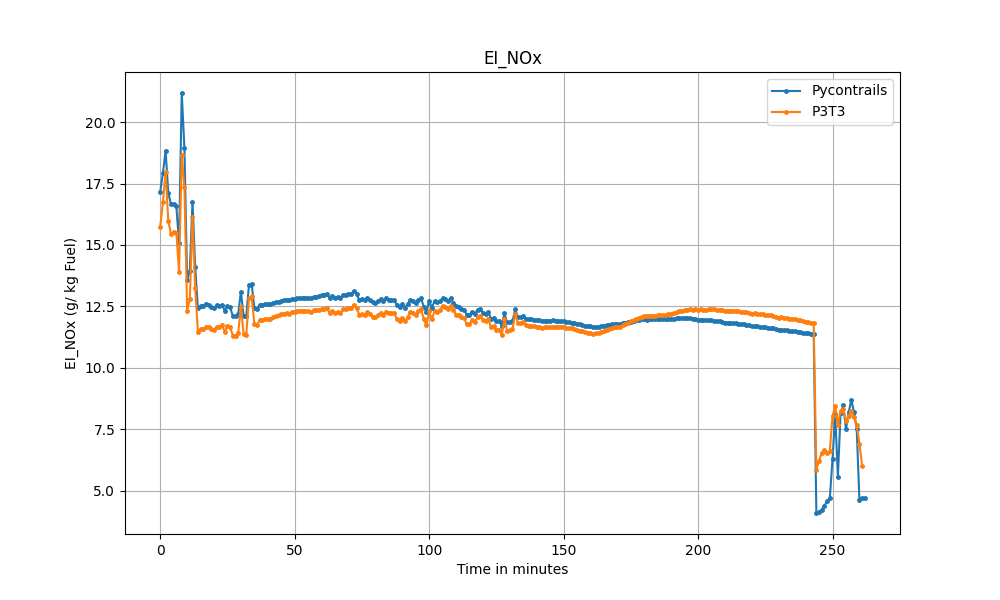 EI_NOx
Pycontrails
P3T3
EI_NOx (g/ kg Fuel)
20.0
17.5
15.0
12.5
10.0
7.5
5.0
0 50 100 150 200 250
Time in minutes